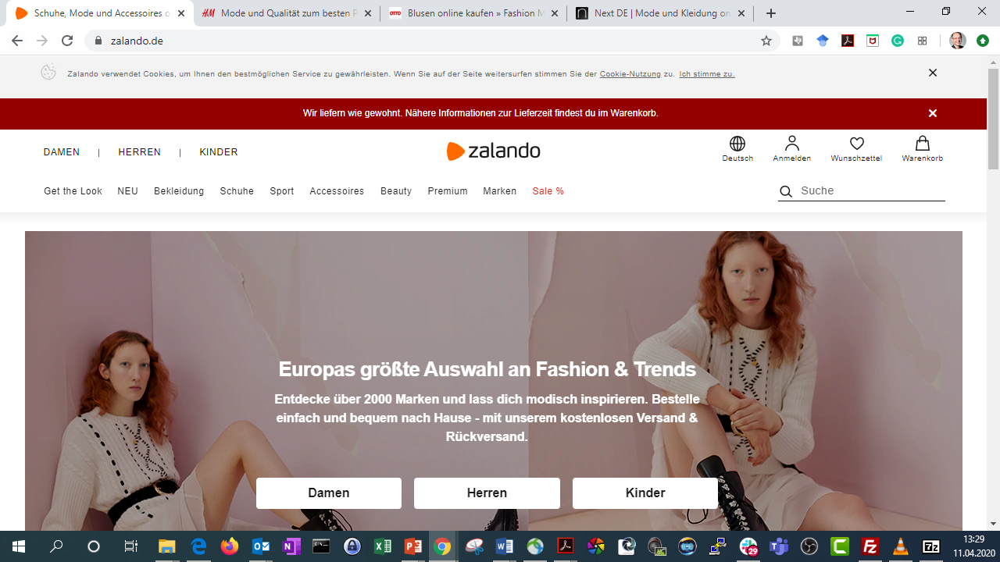 Schuhe, Mode und Accessoires o
H&M Mode und Qualität zum besten P
OTTO Blusen online kaufen » Fashion M
Next DE | Mode und Kleidung on
zalando.de
Zalando verwendet Cookies, um Ihnen den bestmöglichen Service zu gewährleisten. Wenn Sie auf der Seite weitersurfen stimmen Sie der Cookie-Nutzung zu. Ich stimme zu.
Wir liefern wie gewohnt. Nähere Informationen zur Lieferzeit findest du im Warenkorb.
DAMEN | HERREN | KINDER
zalando
Deutsch Anmelden Wunschzettel Warenkorb
Get the Look NEU Bekleidung Schuhe Sport Accessoires Beauty Premium Marken Sale %
Suche
Europas größte Auswahl an Fashion & Trends
Entdecke über 2000 Marken und lass dich modisch inspirieren. Bestelle
einfach und bequem nach Hause - mit unserem kostenlosen Versand &
Rückversand.
Damen Herren Kinder
29
13:29
11.04.2020